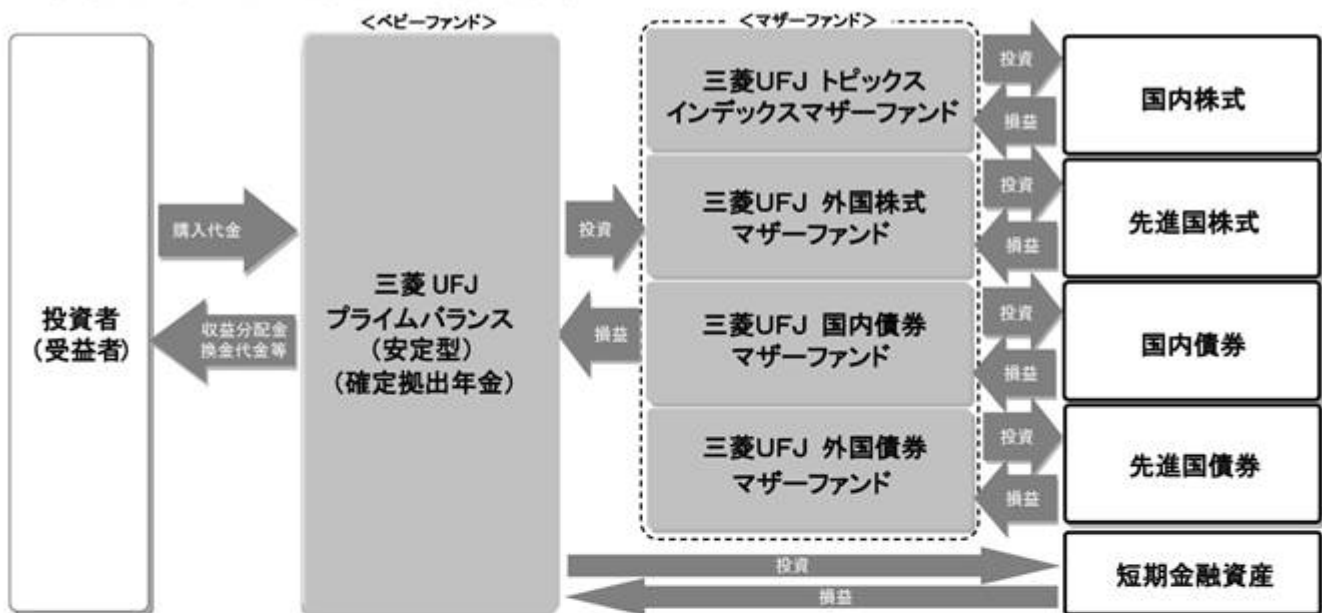 <ベビーファンド>
<マザーファンド>
投資者
(受益者)
購入代金
収益分配金
換金代金等
三菱 UFJ
プライムバランス
(安定型)
(確定拠出年金)
投資
損益
三菱UFJ トピックス
インデックスマザーファンド
投資
損益
国内株式
三菱UFJ 外国株式
マザーファンド
投資
損益
先進国株式
三菱UFJ 国内債券
マザーファンド
投資
損益
国内債券
三菱UFJ 外国債券
マザーファンド
投資
損益
先進国債券
投資
損益
短期金融資産